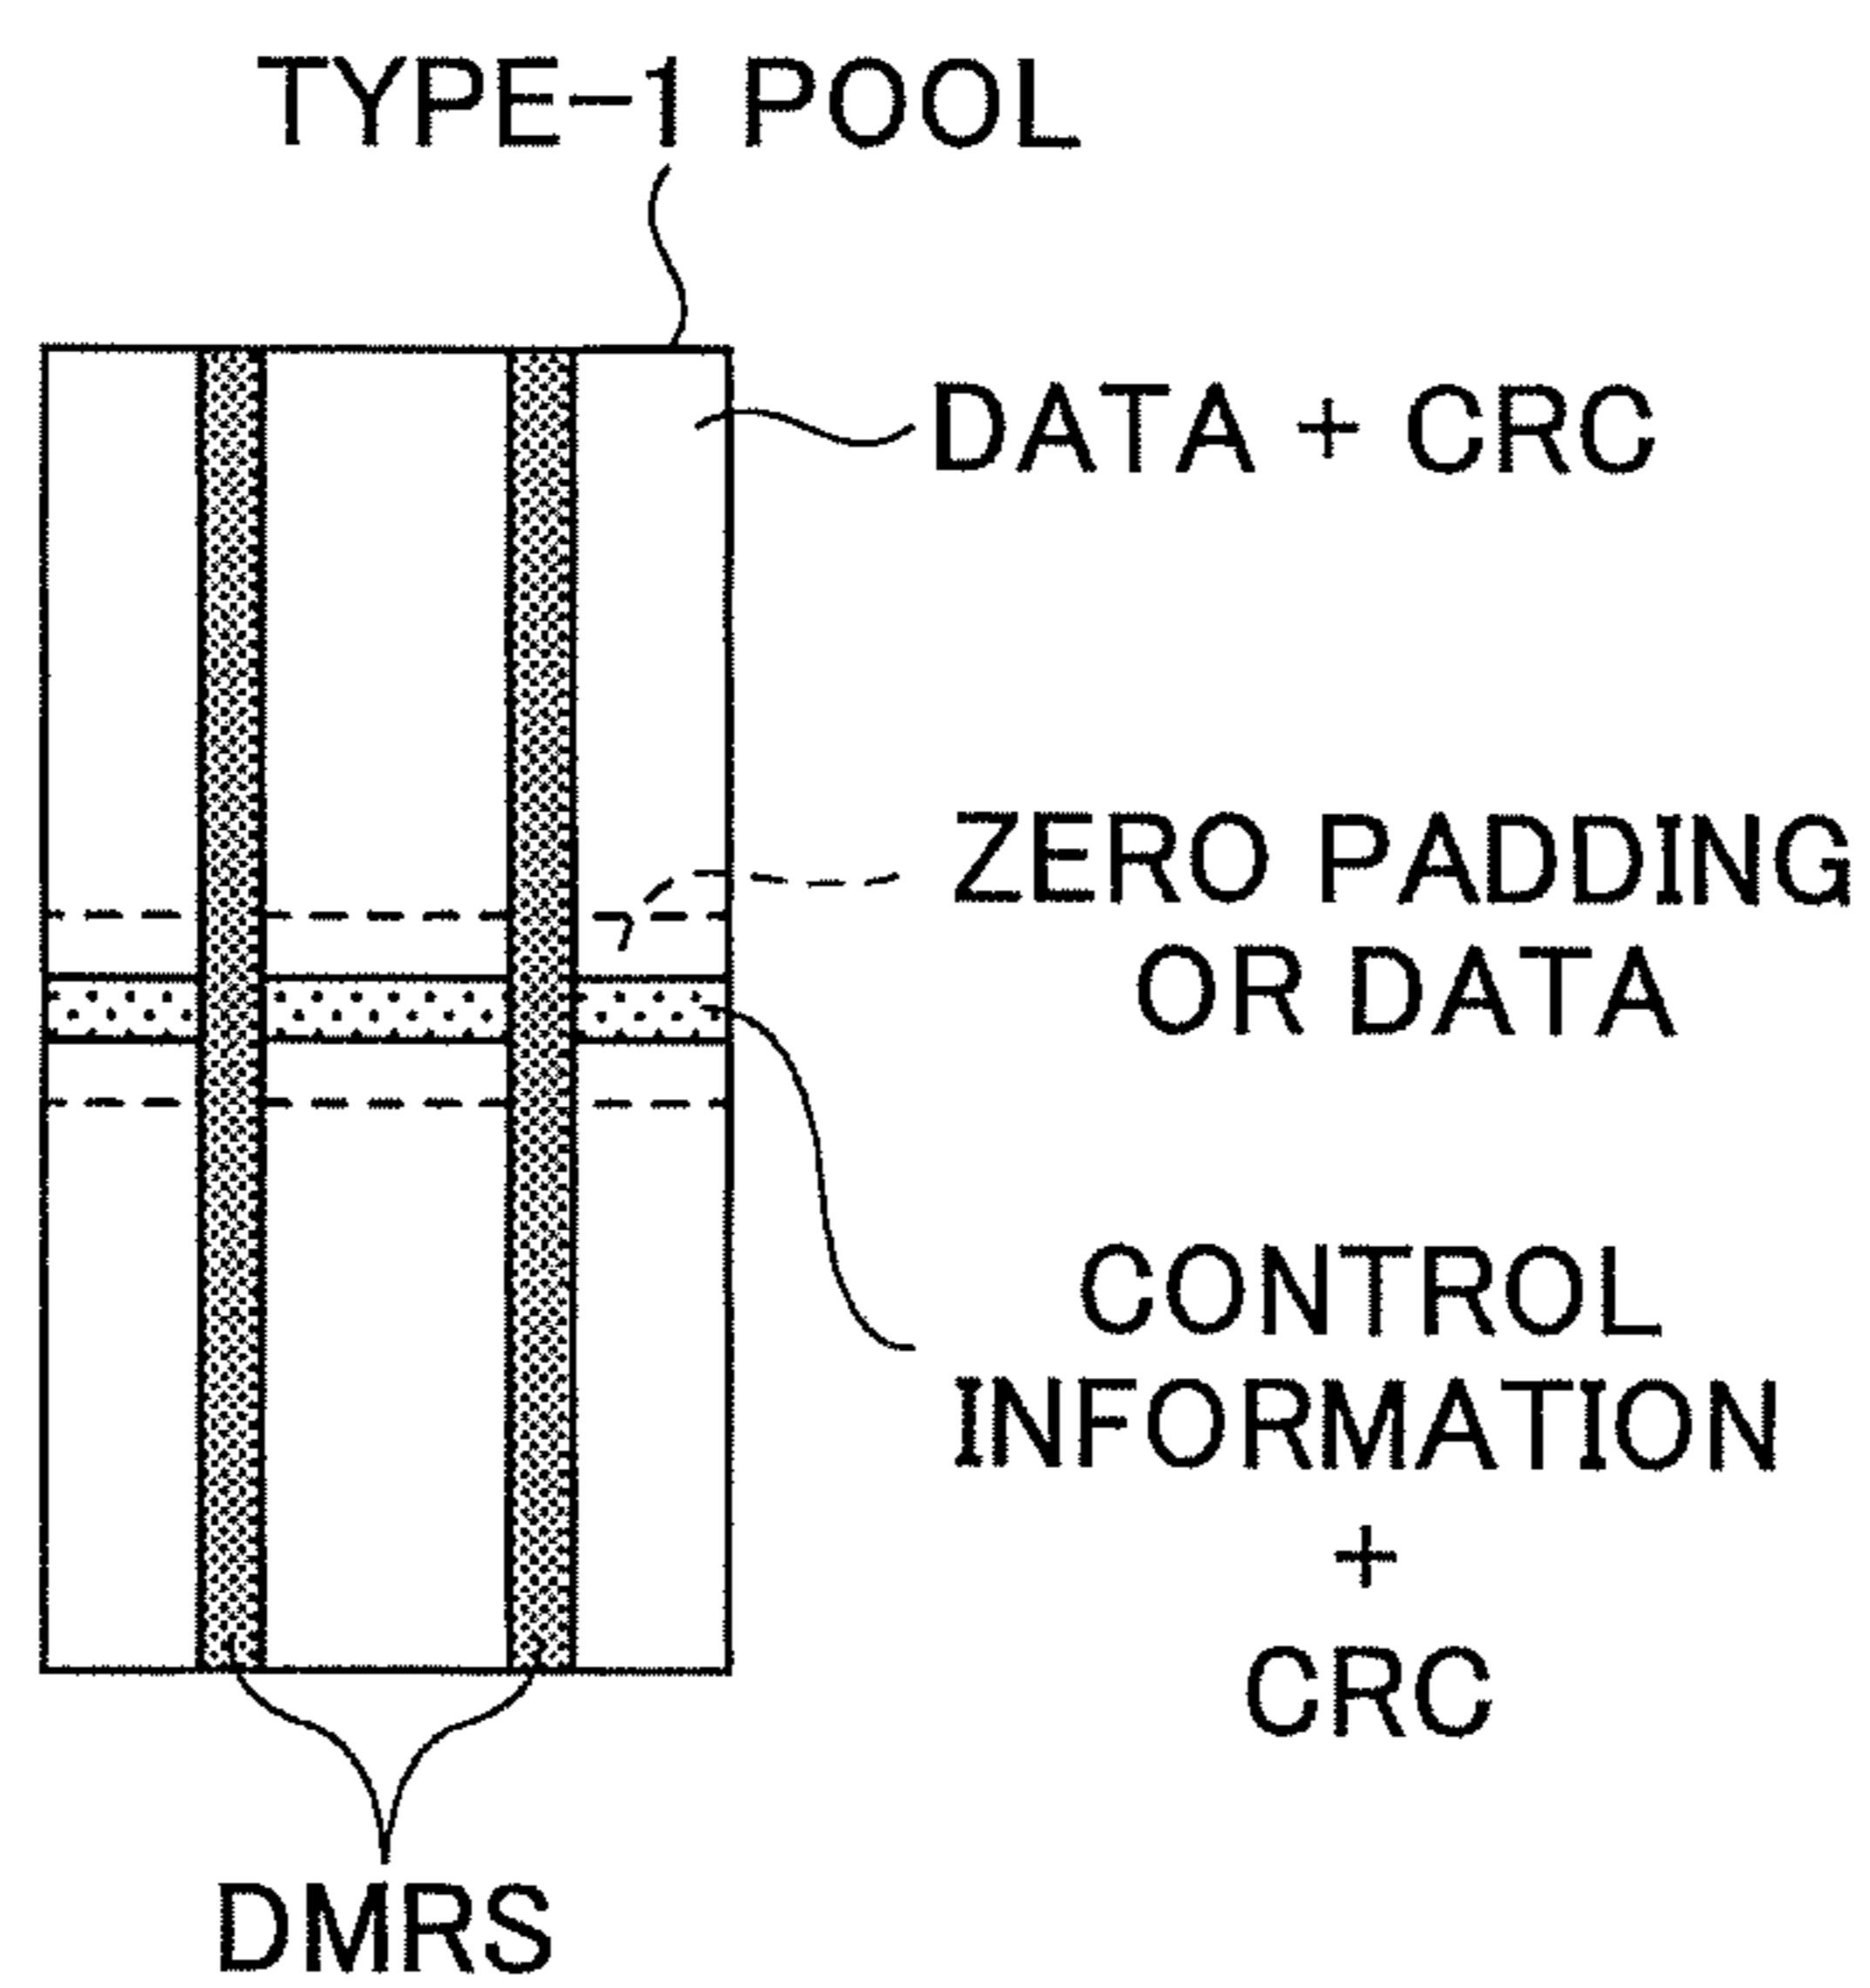 TYPE-1 POOL
DATA + CRC
ZERO PADDING
OR DATA
CONTROL
INFORMATION
+
CRC
DMRS